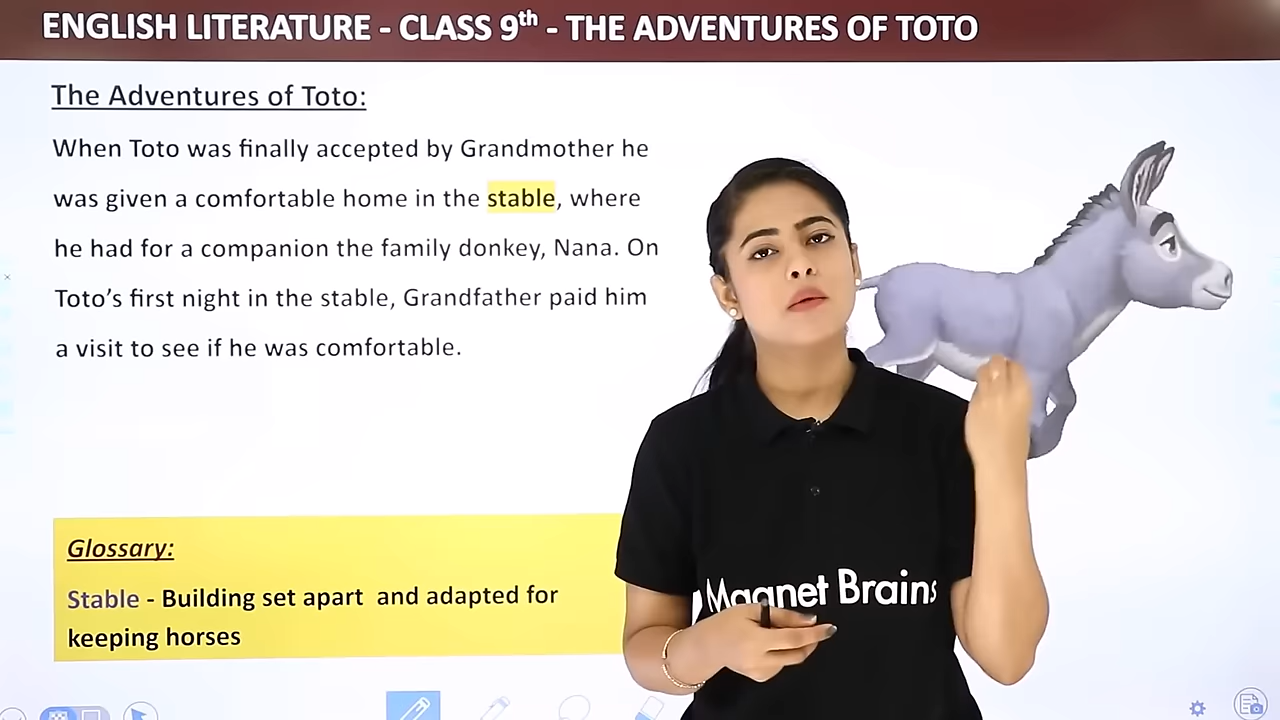 ENGLISH LITERATURE - CLASS 9th - THE ADVENTURES OF TOTO
The Adventures of Toto:
When Toto was finally accepted by Grandmother he
was given a comfortable home in the stable, where
he had for a companion the family donkey, Nana. On
Toto's first night in the stable, Grandfather paid him
a visit to see if he was comfortable.
Glossary:
Stable - Building set apart and adapted for
keeping horses
Magnet Brains